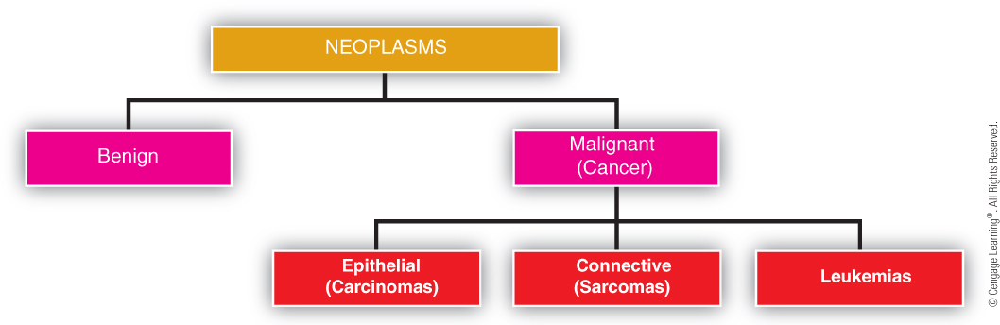 NEOPLASMS
Benign
Malignant
(Cancer)
Epithelial
(Carcinomas)
Connective
(Sarcomas)
Leukemias
© Cengage Learning®. All Rights Reserved.